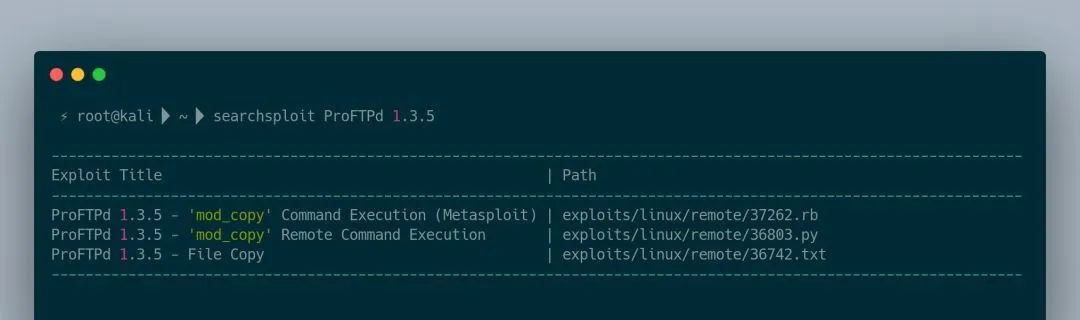 ⚡ root@kali ~ searchsploit ProFTPd 1.3.5
Exploit Title | Path
ProFTPd 1.3.5 - 'mod_copy' Command Execution (Metasploit) | exploits/linux/remote/37262.rb
ProFTPd 1.3.5 - 'mod_copy' Remote Command Execution | exploits/linux/remote/36803.py
ProFTPd 1.3.5 - File Copy | exploits/linux/remote/36742.txt